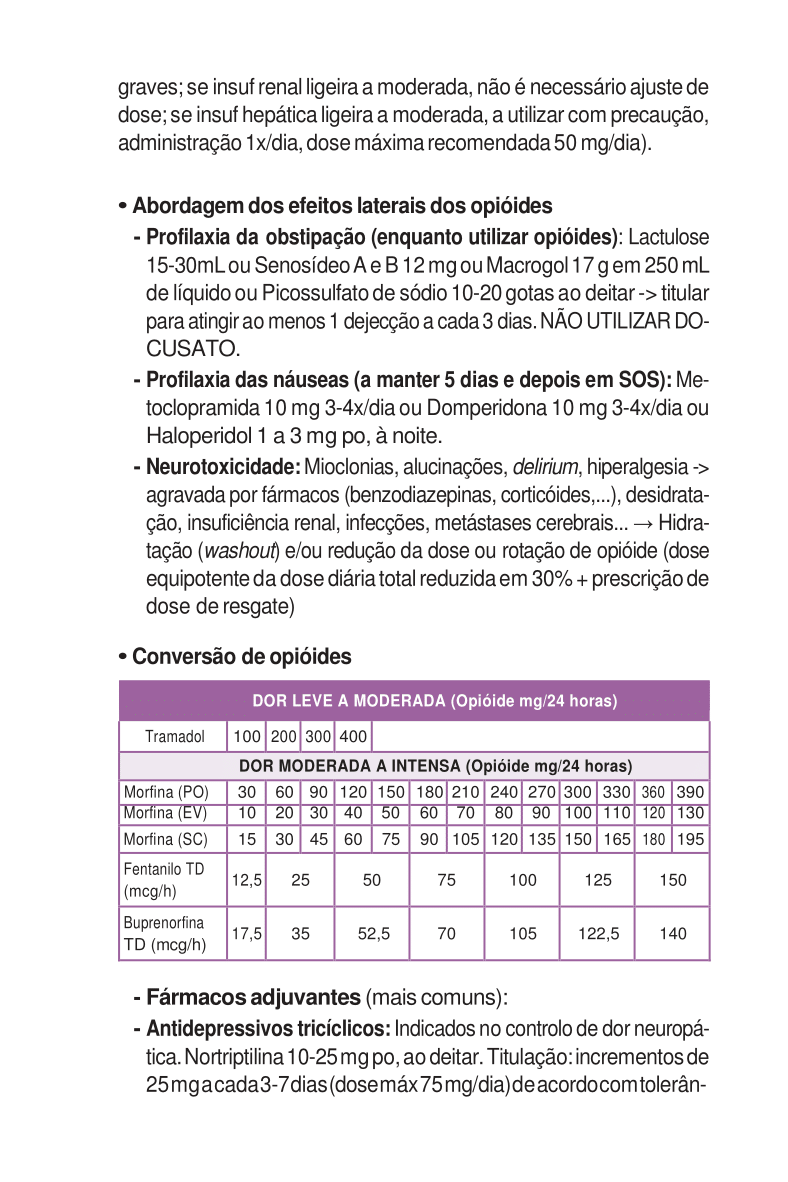 graves; se insuf renal ligeira a moderada, não é necessário ajuste de
dose; se insuf hepática ligeira a moderada, a utilizar com precaução,
administração 1x/dia, dose máxima recomendada 50 mg/dia).
• Abordagem dos efeitos laterais dos opióides
- Profilaxia da obstipação (enquanto utilizar opióides): Lactulose
15-30mL ou Senosídeo A e B 12 mg ou Macrogol 17 g em 250 mL
de líquido ou Picossulfato de sódio 10-20 gotas ao deitar -> titular
para atingir ao menos 1 dejecção a cada 3 dias. NÃO UTILIZAR DO-
CUSATO.
- Profilaxia das náuseas (a manter 5 dias e depois em SOS): Me-
toclopramida 10 mg 3-4x/dia ou Domperidona 10 mg 3-4x/dia ou
Haloperidol 1 a 3 mg po, à noite.
- Neurotoxicidade: Mioclonias, alucinações, delirium, hiperalgesia ->
agravada por fármacos (benzodiazepinas, corticóides,...), desidrata-
ção, insuficiência renal, infecções, metástases cerebrais... → Hidra-
tação (washout) e/ou redução da dose ou rotação de opióide (dose
equipotente da dose diária total reduzida em 30% + prescrição de
dose de resgate)
• Conversão de opióides
DOR LEVE A MODERADA (Opióide mg/24 horas)
Tramadol 100 200 300 400
DOR MODERADA A INTENSA (Opióide mg/24 horas)
Morfina (PO) 30 60 90 120 150 180 210 240 270 300 330 360 390
Morfina (EV) 10 20 30 40 50 60 70 80 90 100 110 120 130
Morfina (SC) 15 30 45 60 75 90 105 120 135 150 165 180 195
Fentanilo TD
(mcg/h) 12,5 25 50 75 100 125 150
Buprenorfina
TD (mcg/h) 17,5 35 52,5 70 105 122,5 140
- Fármacos adjuvantes (mais comuns):
- Antidepressivos tricíclicos: Indicados no controlo de dor neuropá-
tica. Nortriptilina 10-25 mg po, ao deitar. Titulação: incrementos de
25 mg a cada 3-7 dias (dose máx 75 mg/dia) de acordo com tolerân-